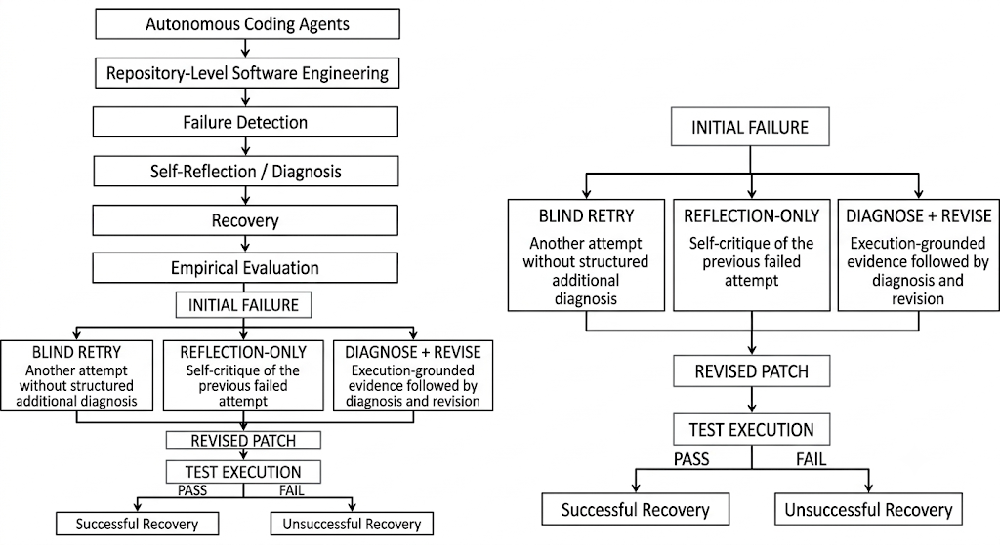 Autonomous Coding Agents
Repository-Level Software Engineering
Failure Detection
Self-Reflection / Diagnosis
Recovery
Empirical Evaluation
INITIAL FAILURE
BLIND RETRY
Another attempt
without structured
additional diagnosis
REFLECTION-ONLY
Self-critique of the
previous failed
attempt
DIAGNOSE + REVISE
Execution-grounded
evidence followed by
diagnosis and revision
REVISED PATCH
TEST EXECUTION
PASS
FAIL
Successful Recovery
Unsuccessful Recovery
INITIAL FAILURE
BLIND RETRY
Another attempt
without structured
additional
diagnosis
REFLECTION-ONLY
Self-critique of the
previous failed
attempt
DIAGNOSE + REVISE
Execution-grounded
evidence followed by
diagnosis and
revision
REVISED PATCH
TEST EXECUTION
PASS
FAIL
Successful Recovery
Unsuccessful Recovery